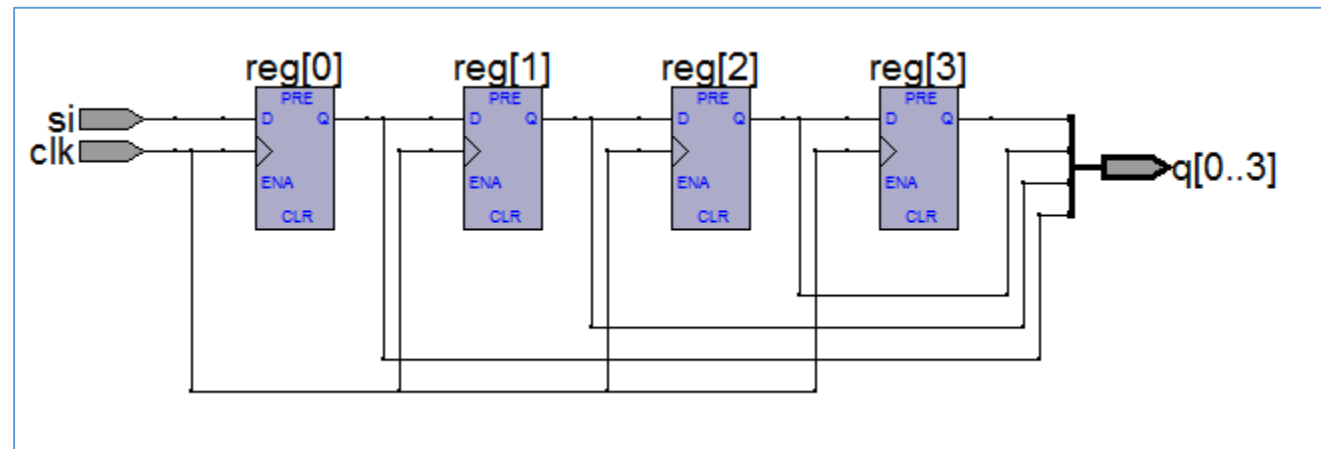 reg[0] reg[1] reg[2] reg[3]
PRE PRE PRE PRE
si D Q D Q D Q D Q
clk
q[0..3]
ENA ENA ENA ENA
CLR CLR CLR CLR